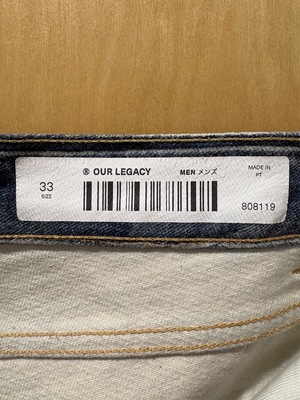 ® OUR LEGACY
MEN メンズ
MADE IN
PT
33
SIZE
808119